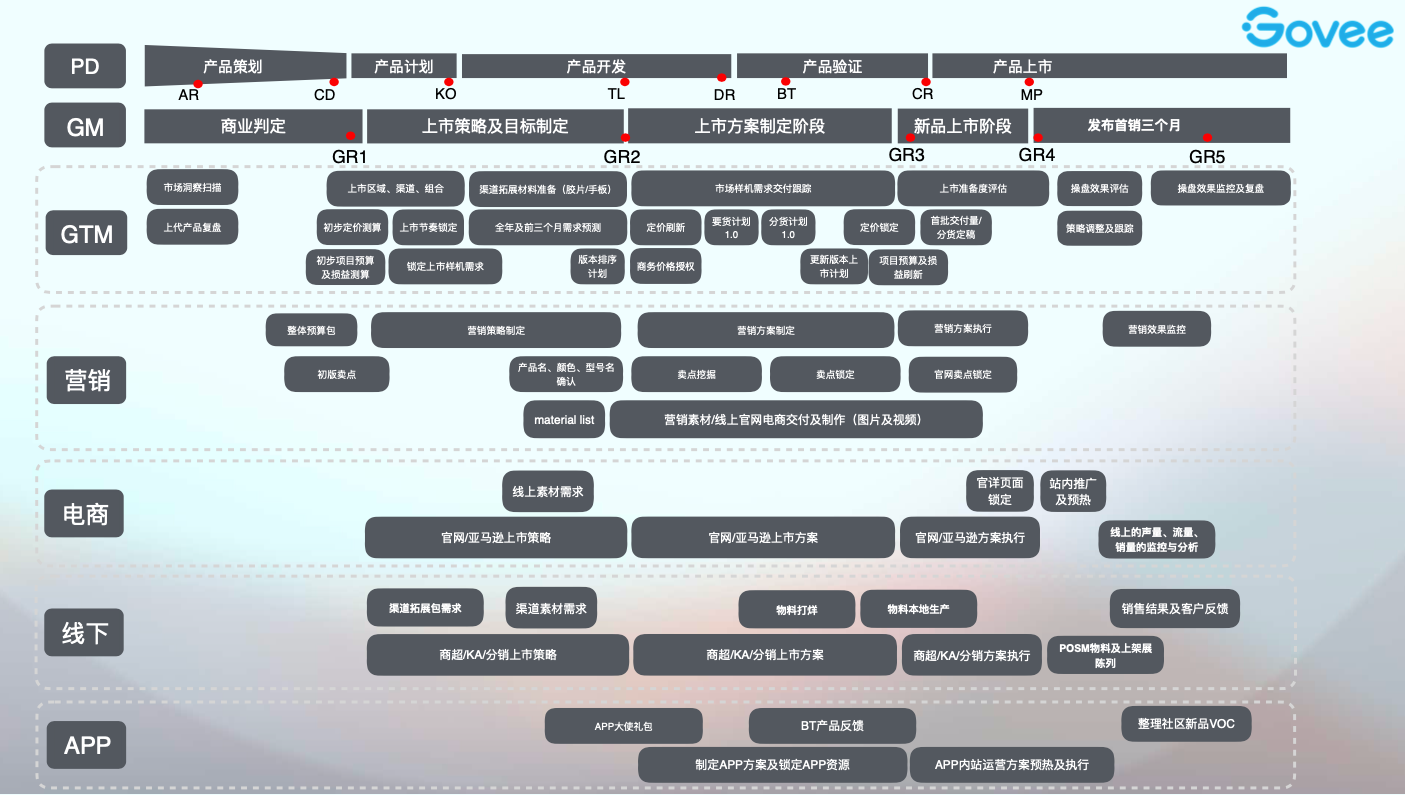 Govee
PD
产品策划
产品计划
产品开发
产品验证
产品上市
AR
CD
KO
TL
DR
BT
CR
MP
GM
商业判定
上市策略及目标制定
上市方案制定阶段
新品上市阶段
发布首销三个月
GR1
GR2
GR3
GR4
GR5
GTM
市场洞察扫描
上市区域、渠道、组合
渠道拓展材料准备（胶片/手板）
市场样机需求交付跟踪
上市准备度评估
操盘效果评估
操盘效果监控及复盘
上代产品复盘
初步定价测算
上市节奏锁定
全年及前三个月需求预测
定价刷新
要货计划
1.0
分货计划
1.0
定价锁定
首批交付量/
分货定稿
策略调整及跟踪
初步项目预算
及损益测算
锁定上市样机需求
版本排序
计划
商务价格授权
更新版本上
市计划
项目预算及损
益刷新
营销
整体预算包
营销策略制定
营销方案制定
营销方案执行
营销效果监控
初版卖点
产品名、颜色、型号名
确认
卖点挖掘
卖点锁定
官网卖点锁定
material list
营销素材/线上官网电商交付及制作（图片及视频）
电商
线上素材需求
官详页面
锁定
站内推广
及预热
官网/亚马逊上市策略
官网/亚马逊上市方案
官网/亚马逊方案执行
线上的声量、流量、
销量的监控与分析
线下
渠道拓展包需求
渠道素材需求
物料打烊
物料本地生产
销售结果及客户反馈
商超/KA/分销上市策略
商超/KA/分销上市方案
商超/KA/分销方案执行
POSM物料及上架展
陈列
APP
APP大使礼包
BT产品反馈
整理社区新品VOC
制定APP方案及锁定APP资源
APP内站运营方案预热及执行